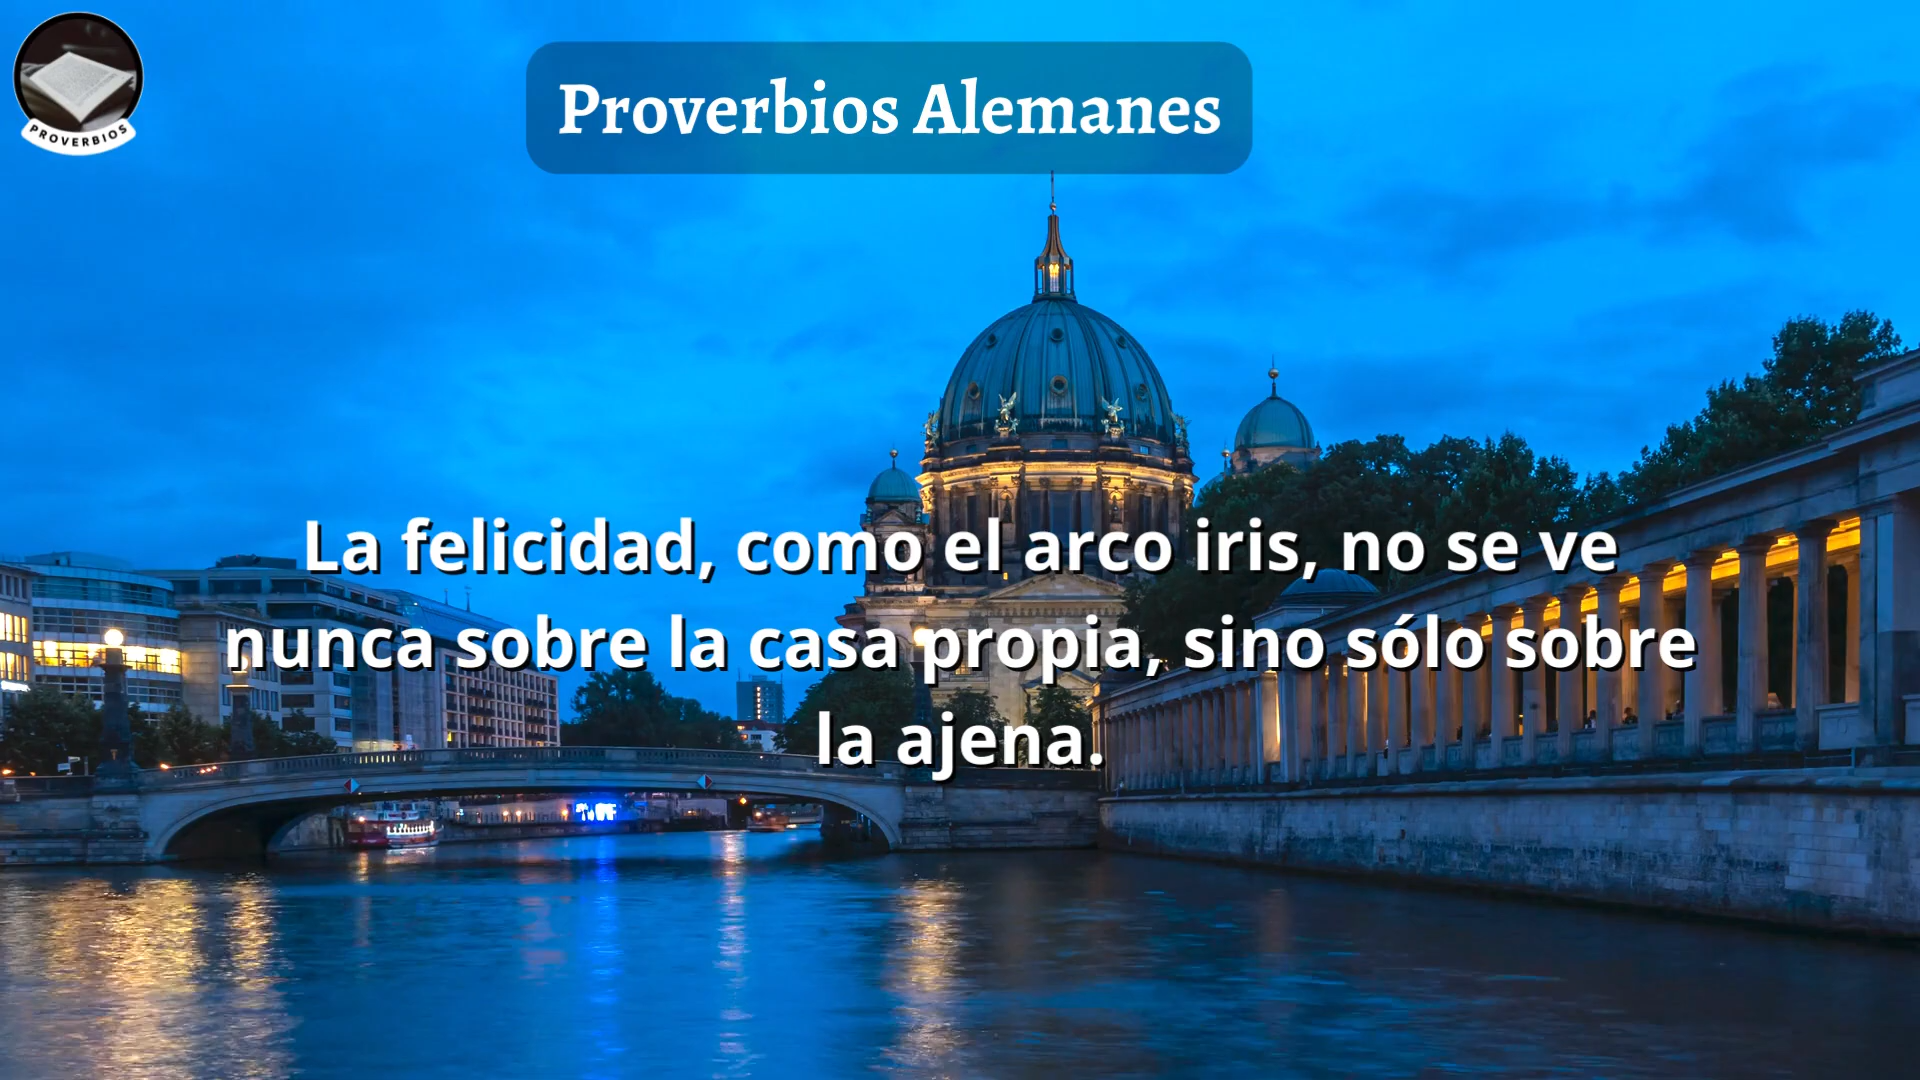 PROVERBIOS
Proverbios Alemanes
La felicidad, como el arco iris, no se ve
nunca sobre la casa propia, sino sólo sobre
la ajena.